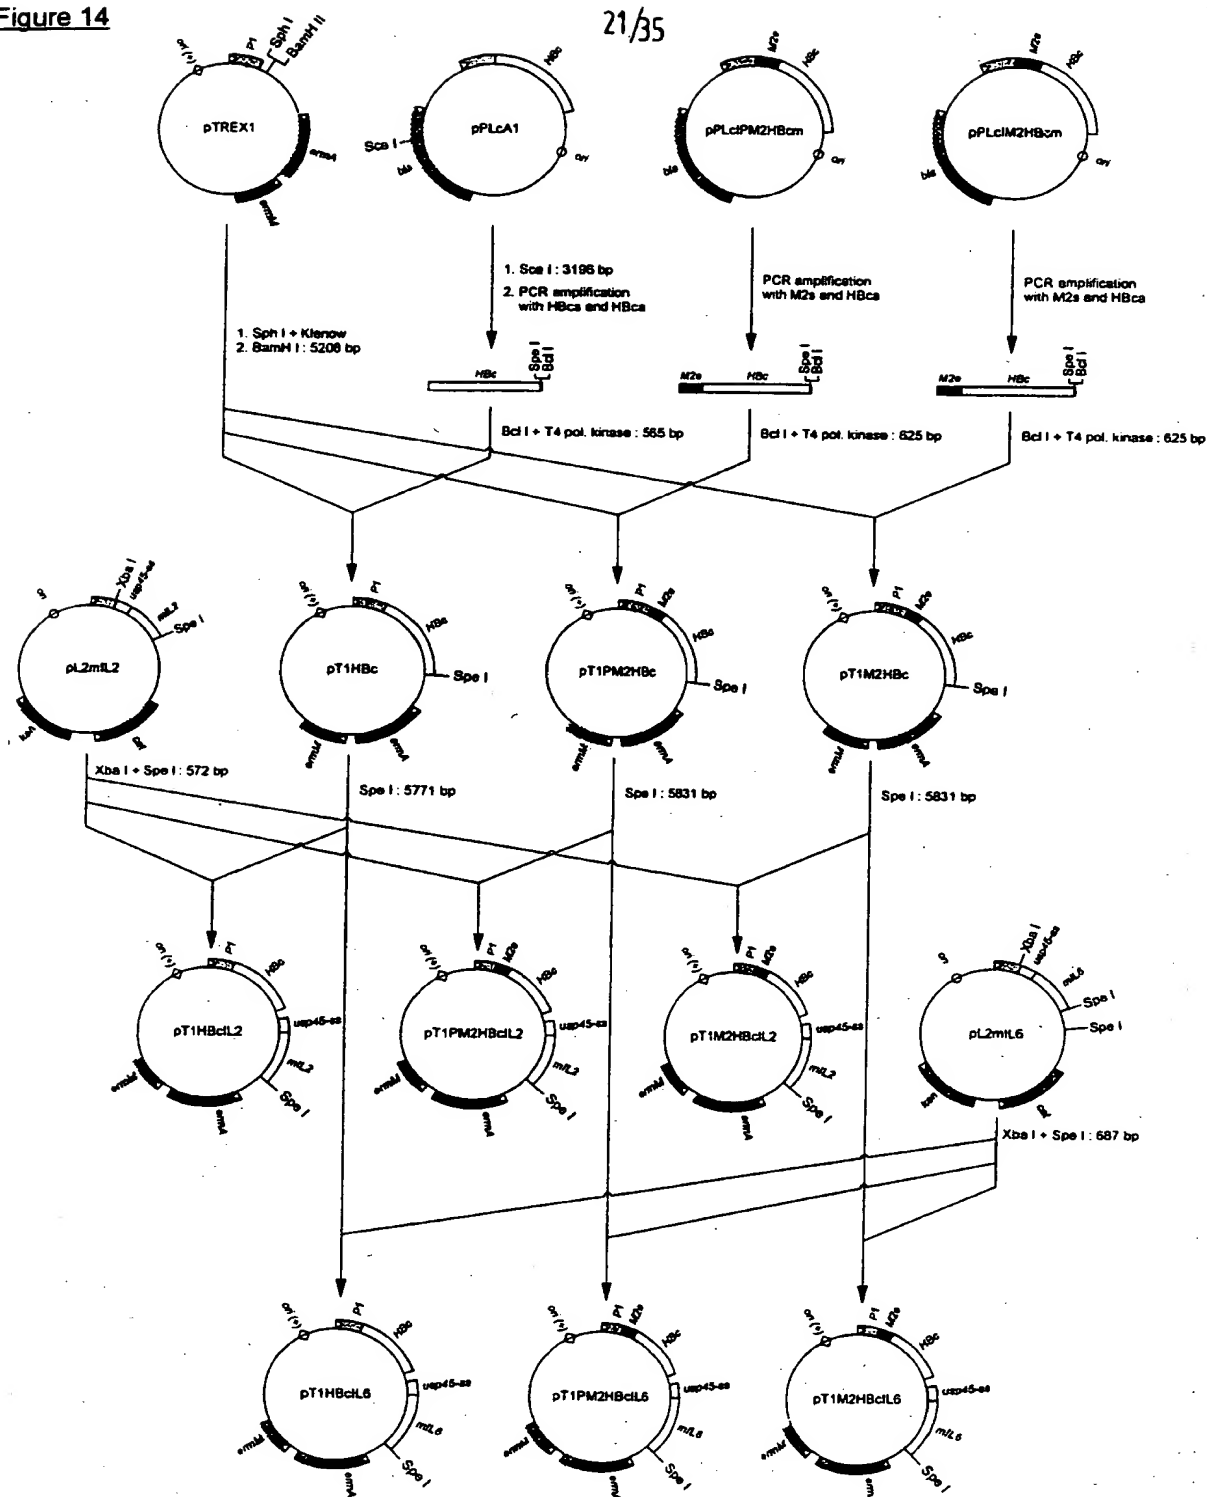 Figure 14
21/35
ori (+)
P1
Sph I
BamH II
pTREX1
ermA
ermM
HBc
pPLcA1
Sca I
bla
ori
M2e
HBc
pPLcIPM2HBcm
bla
ori
M2e
HBc
pPLcIM2HBcm
bla
ori
1. Sph I + Klenow
2. BamH I : 5206 bp
1. Sca I : 3196 bp
2. PCR amplification
with HBcs and HBca
PCR amplification
with M2s and HBca
PCR amplification
with M2s and HBca
HBc
Spe I
Bcl I
M2e
HBc
Spe I
Bcl I
M2e
HBc
Spe I
Bcl I
Bcl I + T4 pol. kinase : 565 bp
Bcl I + T4 pol. kinase : 625 bp
Bcl I + T4 pol. kinase : 625 bp
Xba I
usp45-ss
mIL2
Spe I
pL2mIL2
ori (+)
P1
HBc
Spe I
pT1HBc
ermM
ermA
ori (+)
P1
M2e
HBc
Spe I
pT1PM2HBc
ermM
ermA
ori (+)
P1
M2e
HBc
Spe I
pT1M2HBc
ermM
ermA
Xba I + Spe I : 572 bp
Spe I : 5771 bp
Spe I : 5831 bp
Spe I : 5831 bp
ori (+)
P1
HBc
pT1HBcIL2
usp45-ss
mIL2
Spe I
ermM
ermA
ori (+)
P1
M2e
HBc
pT1PM2HBcIL2
usp45-ss
mIL2
Spe I
ermM
ermA
ori (+)
P1
M2e
HBc
pT1M2HBcIL2
usp45-ss
mIL2
Spe I
ermM
ermA
Xba I
usp45-ss
mIL6
Spe I
Spe I
pL2mIL6
Xba I + Spe I : 687 bp
ori (+)
P1
HBc
pT1HBcIL6
usp45-ss
mIL6
Spe I
ermM
ermA
ori (+)
P1
M2e
HBc
pT1PM2HBcIL6
usp45-ss
mIL6
Spe I
ermM
ermA
ori (+)
P1
M2e
HBc
pT1M2HBcIL6
usp45-ss
mIL6
Spe I
ermM